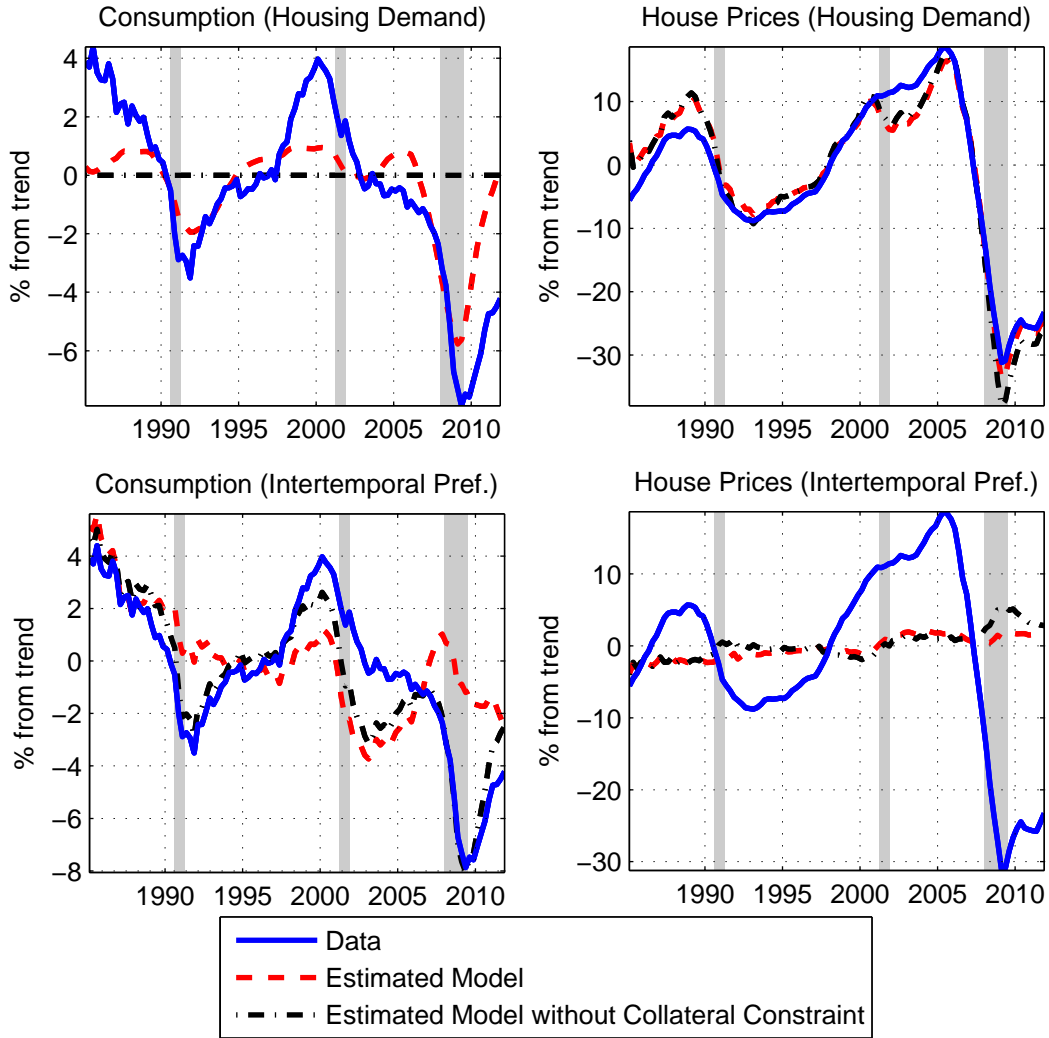 Consumption (Housing Demand)
% from trend
4
2
0
−2
−4
−6
1990 1995 2000 2005 2010
House Prices (Housing Demand)
% from trend
10
0
−10
−20
−30
1990 1995 2000 2005 2010
Consumption (Intertemporal Pref.)
% from trend
4
2
0
−2
−4
−6
−8
1990 1995 2000 2005 2010
House Prices (Intertemporal Pref.)
% from trend
10
0
−10
−20
−30
1990 1995 2000 2005 2010
Data
Estimated Model
Estimated Model without Collateral Constraint